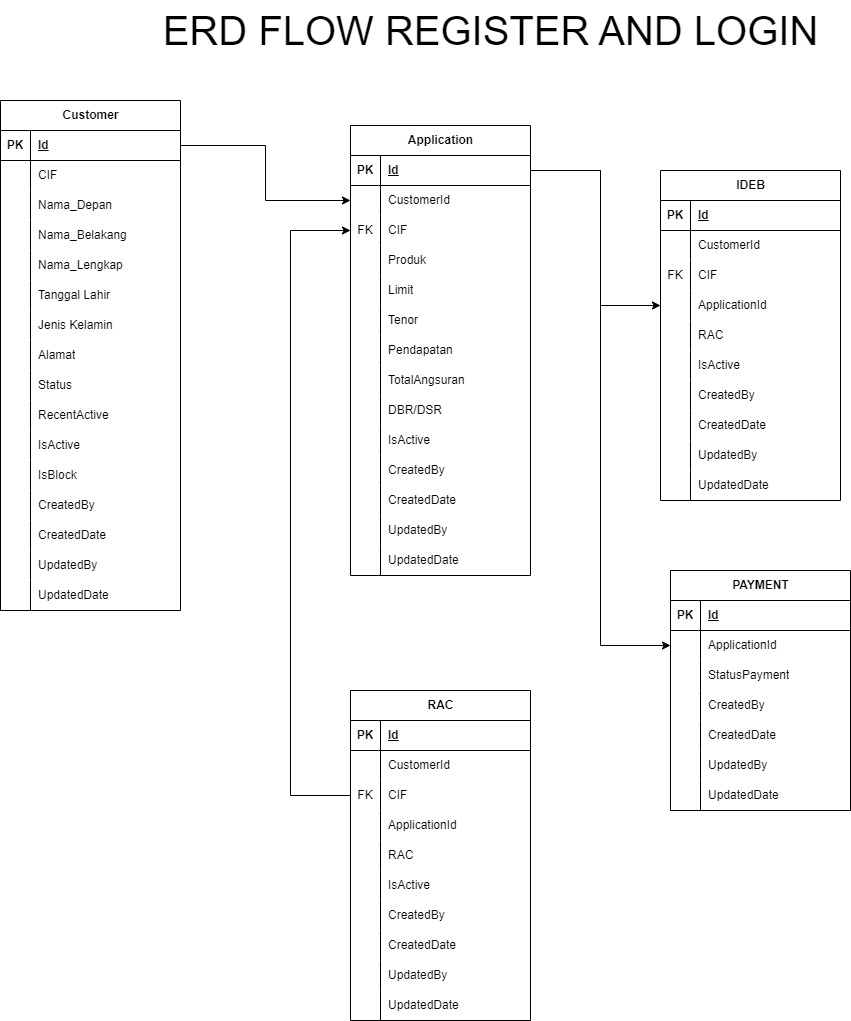 ERD FLOW REGISTER AND LOGIN
Customer
PK Id
CIF
Nama_Depan
Nama_Belakang
Nama_Lengkap
Tanggal Lahir
Jenis Kelamin
Alamat
Status
RecentActive
IsActive
IsBlock
CreatedBy
CreatedDate
UpdatedBy
UpdatedDate
Application
PK Id
CustomerId
FK CIF
Produk
Limit
Tenor
Pendapatan
TotalAngsuran
DBR/DSR
IsActive
CreatedBy
CreatedDate
UpdatedBy
UpdatedDate
IDEB
PK Id
CustomerId
FK CIF
ApplicationId
RAC
IsActive
CreatedBy
CreatedDate
UpdatedBy
UpdatedDate
PAYMENT
PK Id
ApplicationId
StatusPayment
CreatedBy
CreatedDate
UpdatedBy
UpdatedDate
RAC
PK Id
CustomerId
FK CIF
ApplicationId
RAC
IsActive
CreatedBy
CreatedDate
UpdatedBy
UpdatedDate